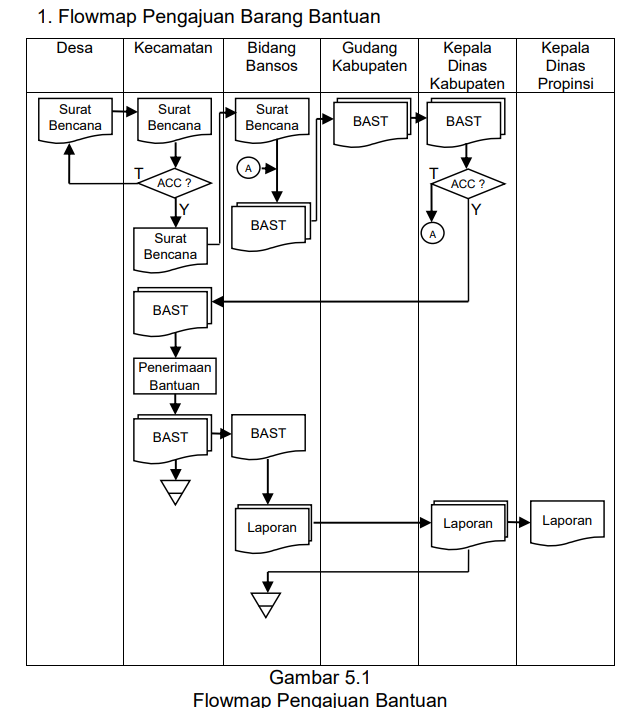 1. Flowmap Pengajuan Barang Bantuan
Desa
Kecamatan
Bidang
Bansos
Gudang
Kabupaten
Kepala
Dinas
Kabupaten
Kepala
Dinas
Propinsi
Surat
Bencana
Surat
Bencana
Surat
Bencana
BAST
BAST
T
ACC ?
Y
A
T
ACC ?
Y
BAST
A
Surat
Bencana
BAST
Penerimaan
Bantuan
BAST
BAST
Laporan
Laporan
Laporan
Gambar 5.1
Flowmap Pengajuan Bantuan